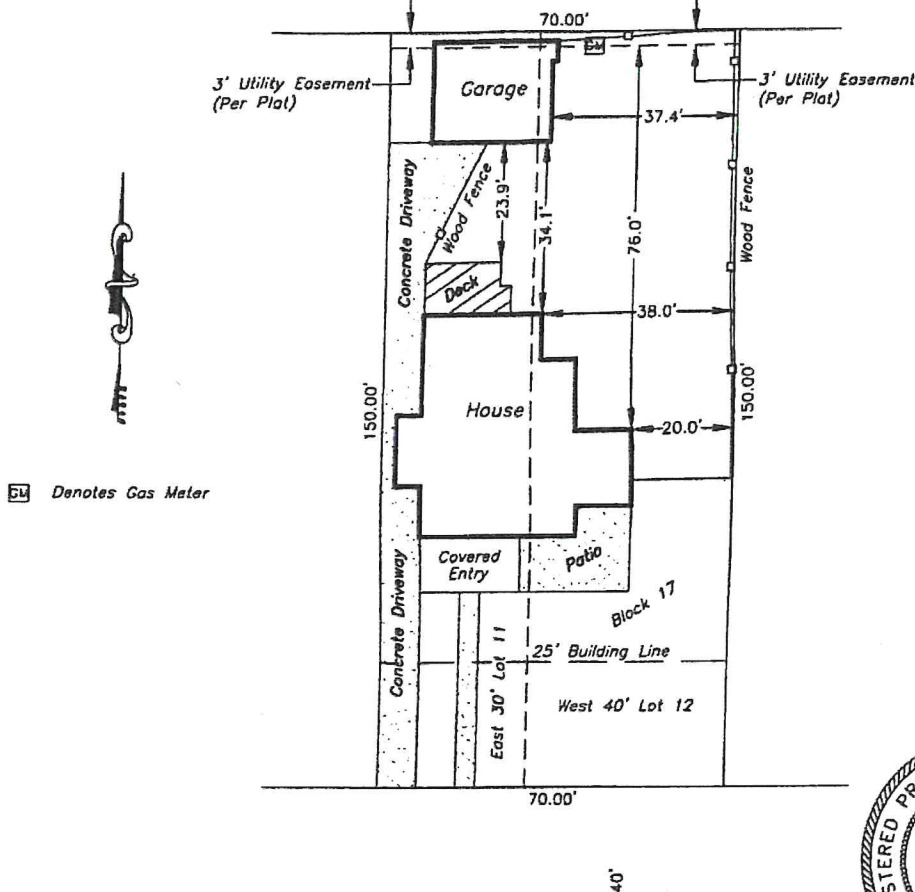 70.00'
3' Utility Easement
(Per Plat)
GM
3' Utility Easement
(Per Plat)
Garage
37.4'
Concrete Driveway
Wood Fence
23.9'
34.1'
76.0'
Wood Fence
Deck
38.0'
150.00'
House
150.00'
20.0'
GM Denotes Gas Meter
Covered
Entry
Patio
Concrete Driveway
Block 17
East 30' Lot 11
25' Building Line
West 40' Lot 12
70.00'
40'
STERED PR